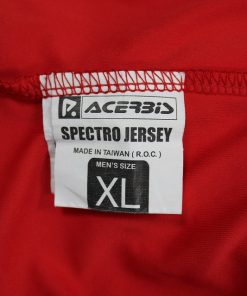 ACERBIS
SPECTRO JERSEY
MADE IN TAIWAN ( R.O.C. )
MEN'S SIZE
XL